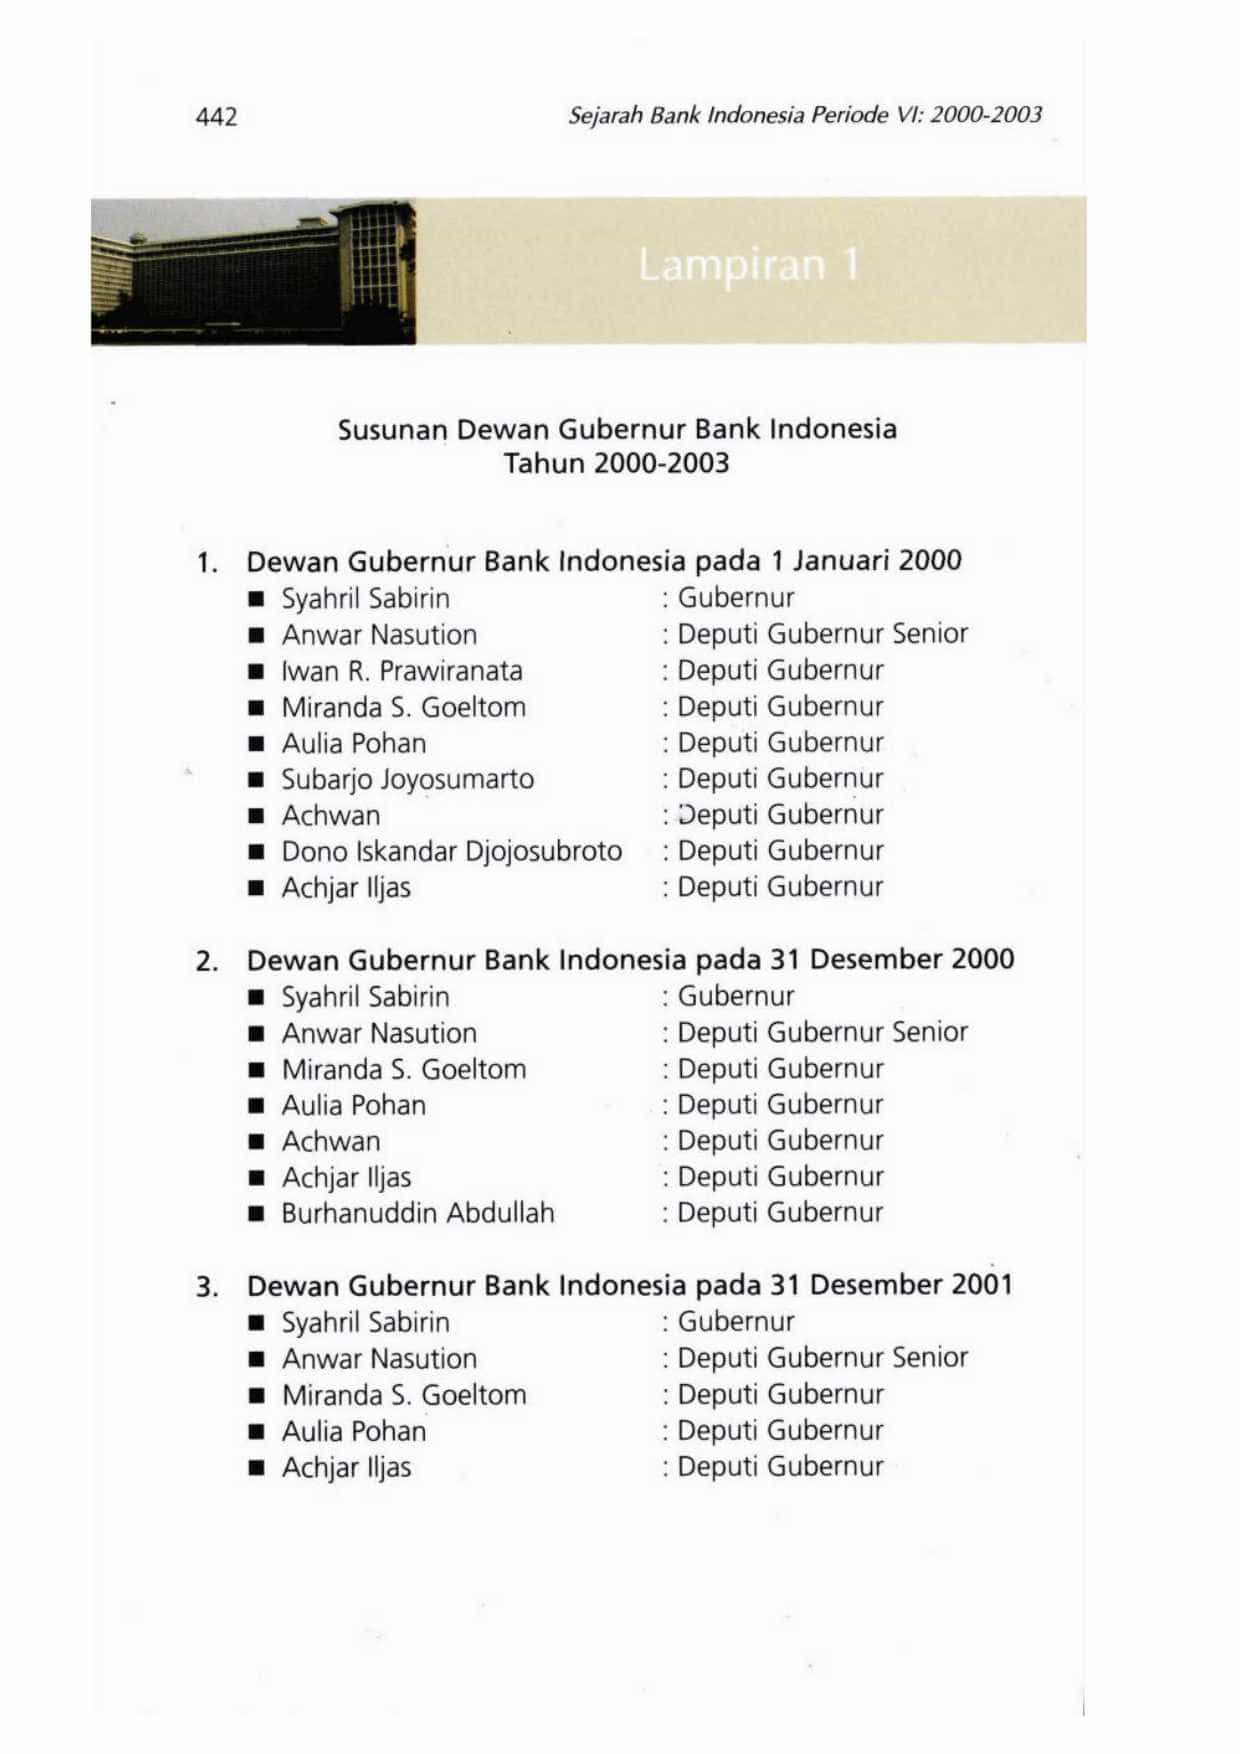 442 Sejarah Bank Indonesia Periode VI: 2000-2003
Lampiran 1
Susunan Dewan Gubernur Bank Indonesia
Tahun 2000-2003
1. Dewan Gubernur Bank Indonesia pada 1 Januari 2000
■ Syahril Sabirin : Gubernur
■ Anwar Nasution : Deputi Gubernur Senior
■ Iwan R. Prawiranata : Deputi Gubernur
■ Miranda S. Goeltom : Deputi Gubernur
■ Aulia Pohan : Deputi Gubernur
■ Subarjo Joyosumarto : Deputi Gubernur
■ Achwan : Deputi Gubernur
■ Dono Iskandar Djojosubroto : Deputi Gubernur
■ Achjar Iljas : Deputi Gubernur
2. Dewan Gubernur Bank Indonesia pada 31 Desember 2000
■ Syahril Sabirin : Gubernur
■ Anwar Nasution : Deputi Gubernur Senior
■ Miranda S. Goeltom : Deputi Gubernur
■ Aulia Pohan : Deputi Gubernur
■ Achwan : Deputi Gubernur
■ Achjar Iljas : Deputi Gubernur
■ Burhanuddin Abdullah : Deputi Gubernur
3. Dewan Gubernur Bank Indonesia pada 31 Desember 2001
■ Syahril Sabirin : Gubernur
■ Anwar Nasution : Deputi Gubernur Senior
■ Miranda S. Goeltom : Deputi Gubernur
■ Aulia Pohan : Deputi Gubernur
■ Achjar Iljas : Deputi Gubernur